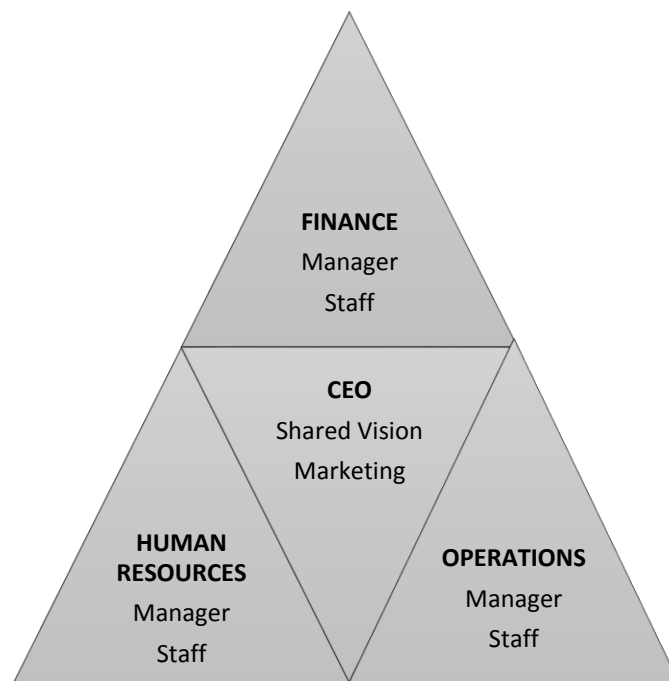 FINANCE
Manager
Staff
CEO
Shared Vision
Marketing
HUMAN
RESOURCES
Manager
Staff
OPERATIONS
Manager
Staff